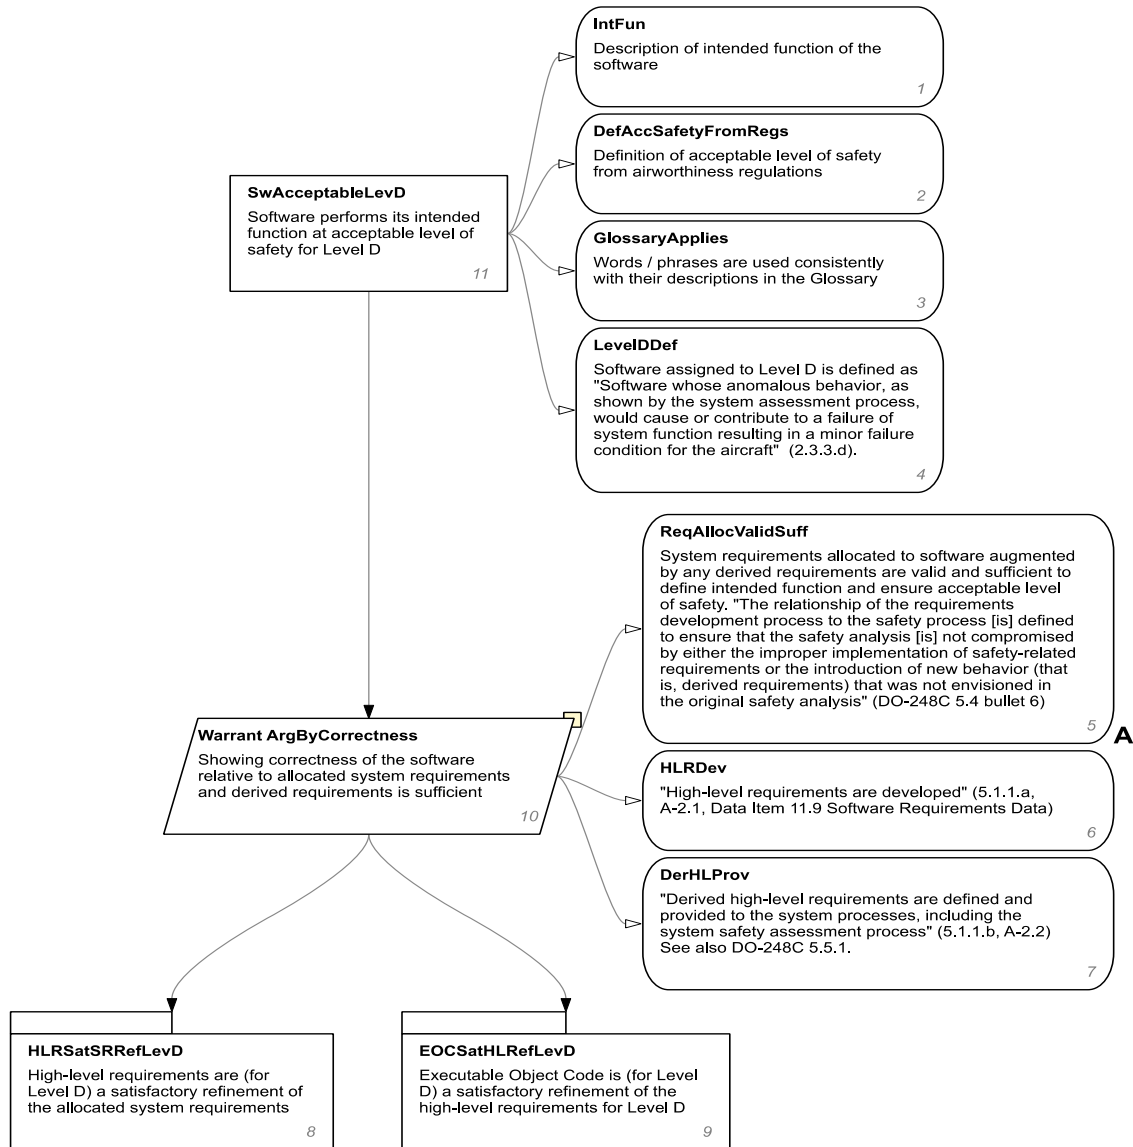 IntFun
Description of intended function of the
software
1
DefAccSafetyFromRegs
Definition of acceptable level of safety
from airworthiness regulations
2
SwAcceptableLevD
Software performs its intended
function at acceptable level of
safety for Level D
11
GlossaryApplies
Words / phrases are used consistently
with their descriptions in the Glossary
3
LevelDDef
Software assigned to Level D is defined as
"Software whose anomalous behavior, as
shown by the system assessment process,
would cause or contribute to a failure of
system function resulting in a minor failure
condition for the aircraft" (2.3.3.d).
4
ReqAllocValidSuff
System requirements allocated to software augmented
by any derived requirements are valid and sufficient to
define intended function and ensure acceptable level
of safety. "The relationship of the requirements
development process to the safety process [is] defined
to ensure that the safety analysis [is] not compromised
by either the improper implementation of safety-related
requirements or the introduction of new behavior (that
is, derived requirements) that was not envisioned in
the original safety analysis" (DO-248C 5.4 bullet 6)
5
A
Warrant ArgByCorrectness
Showing correctness of the software
relative to allocated system requirements
and derived requirements is sufficient
10
HLRDev
"High-level requirements are developed" (5.1.1.a,
A-2.1, Data Item 11.9 Software Requirements Data)
6
DerHLProv
"Derived high-level requirements are defined and
provided to the system processes, including the
system safety assessment process" (5.1.1.b, A-2.2)
See also DO-248C 5.5.1.
7
HLRSatSRRefLevD
High-level requirements are (for
Level D) a satisfactory refinement of
the allocated system requirements
8
EOCSatHLRefLevD
Executable Object Code is (for Level
D) a satisfactory refinement of the
high-level requirements for Level D
9